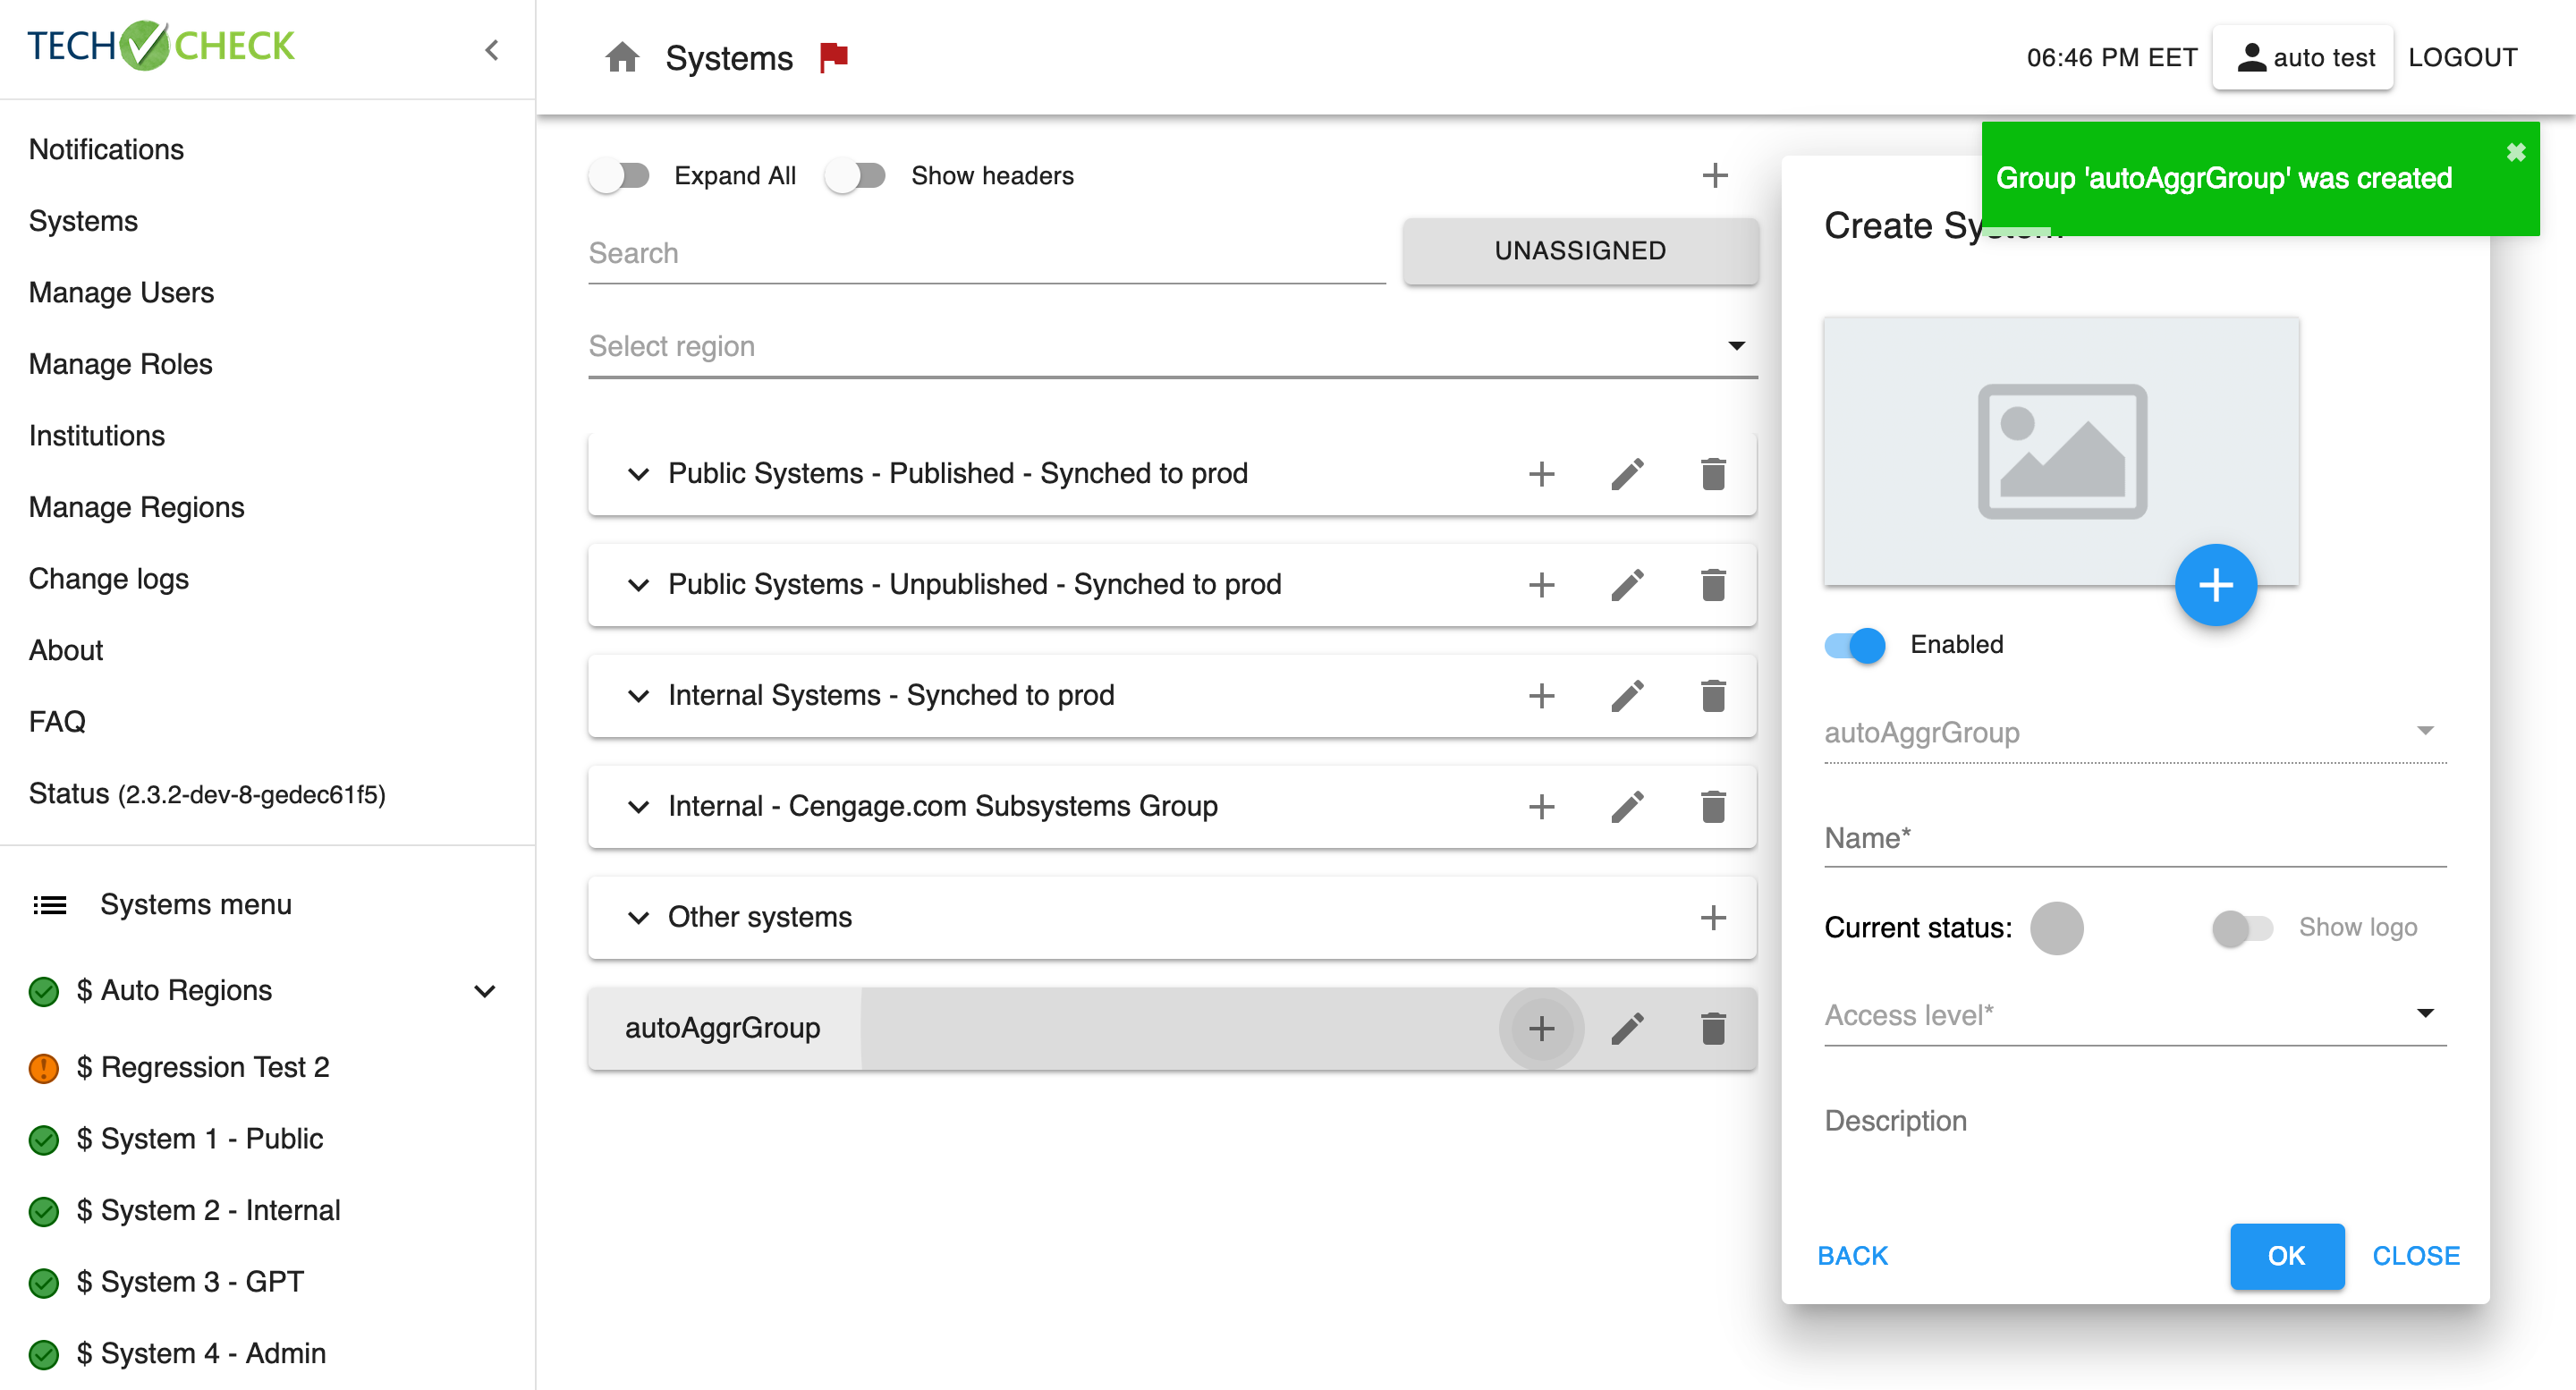 TECH CHECK
Notifications
Systems
Manage Users
Manage Roles
Institutions
Manage Regions
Change logs
About
FAQ
Status (2.3.2-dev-8-gedec61f5)
Systems menu
$ Auto Regions
$ Regression Test 2
$ System 1 - Public
$ System 2 - Internal
$ System 3 - GPT
$ System 4 - Admin
Systems
06:46 PM EET
auto test
LOGOUT
Expand All
Show headers
Search
UNASSIGNED
Select region
Public Systems - Published - Synched to prod
Public Systems - Unpublished - Synched to prod
Internal Systems - Synched to prod
Internal - Cengage.com Subsystems Group
Other systems
autoAggrGroup
Group 'autoAggrGroup' was created
Create System
Enabled
autoAggrGroup
Name*
Current status:
Show logo
Access level*
Description
BACK
OK
CLOSE